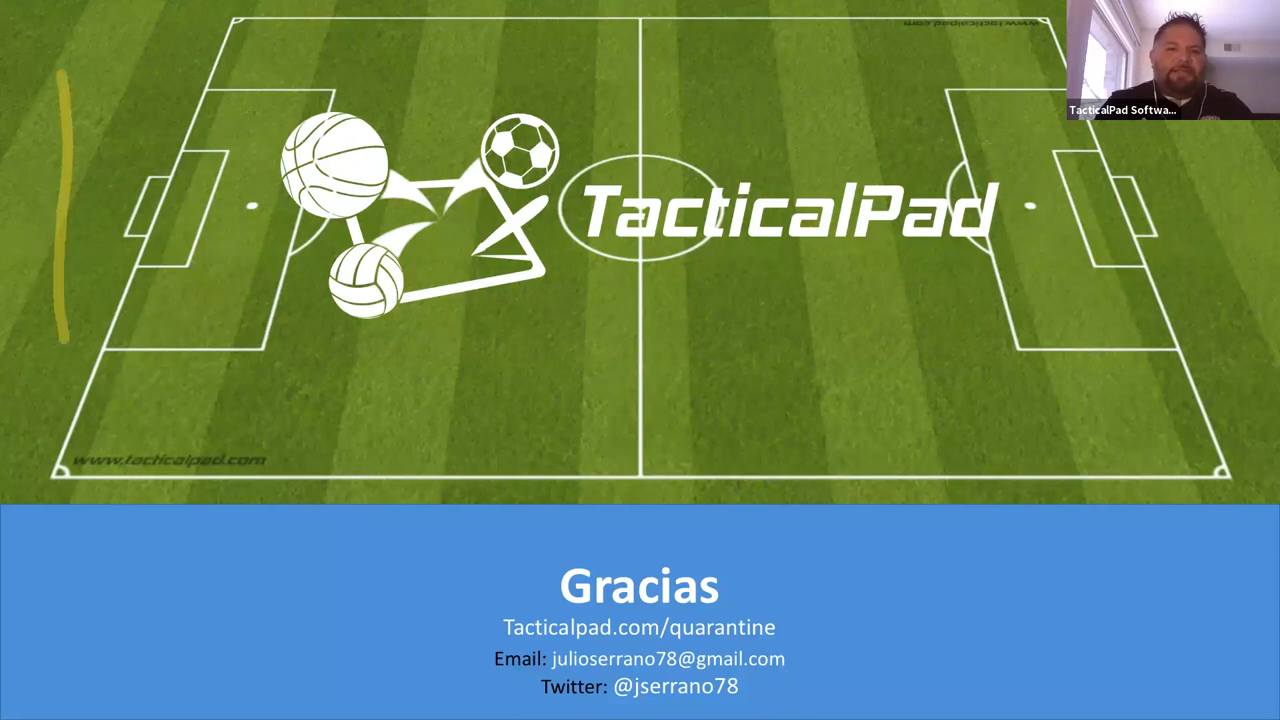 www.tacticalpad.com
TacticalPad Softwa...
TacticalPad
www.tacticalpad.com
Gracias
Tacticalpad.com/quarantine
Email: julioserrano78@gmail.com
Twitter: @jserrano78